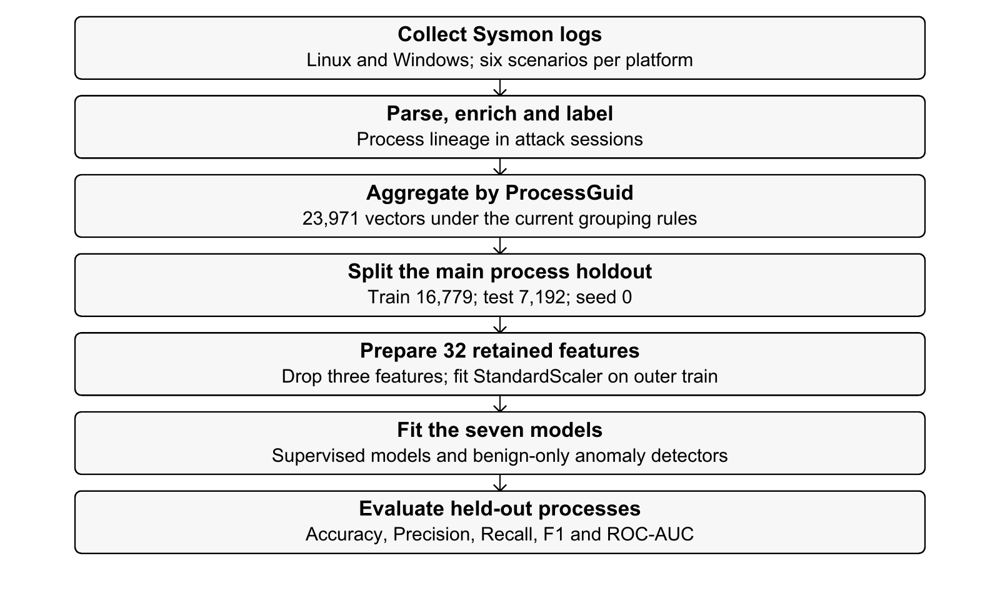 Collect Sysmon logs
Linux and Windows; six scenarios per platform
Parse, enrich and label
Process lineage in attack sessions
Aggregate by ProcessGuid
23,971 vectors under the current grouping rules
Split the main process holdout
Train 16,779; test 7,192; seed 0
Prepare 32 retained features
Drop three features; fit StandardScaler on outer train
Fit the seven models
Supervised models and benign-only anomaly detectors
Evaluate held-out processes
Accuracy, Precision, Recall, F1 and ROC-AUC